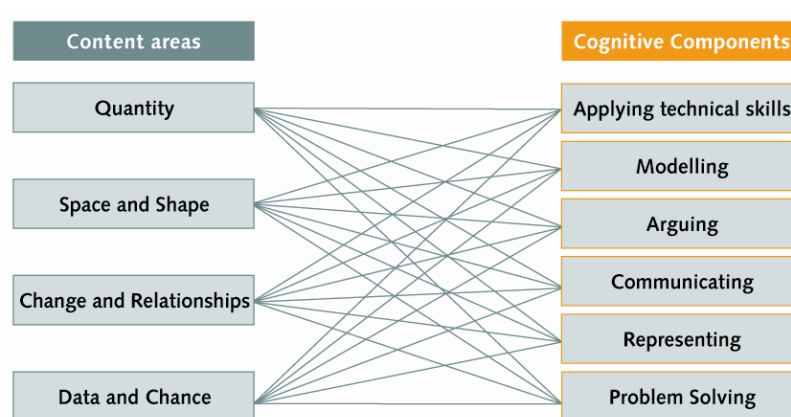 Content areas
Quantity
Space and Shape
Change and Relationships
Data and Chance
Cognitive Components
Applying technical skills
Modelling
Arguing
Communicating
Representing
Problem Solving